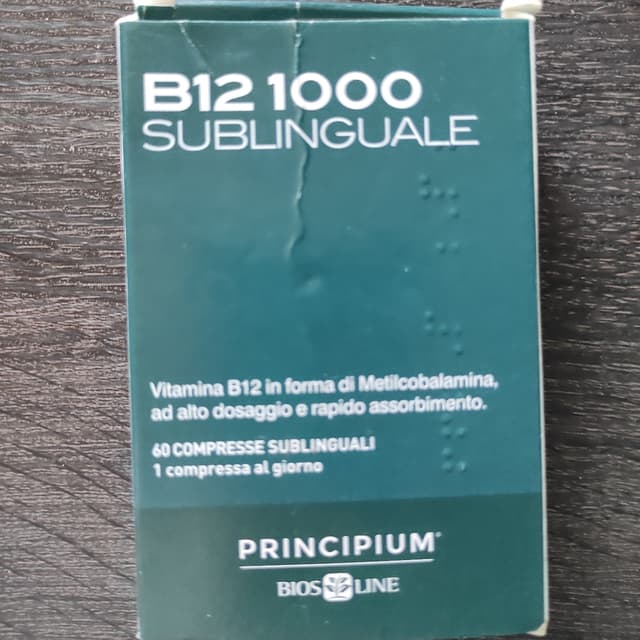 B12 1000
SUBLINGUALE
Vitamina B12 in forma di Metilcobalamina,
ad alto dosaggio e rapido assorbimento.
60 COMPRESSE SUBLINGUALI
1 compressa al giorno
PRINCIPIUM®
BIOS LINE